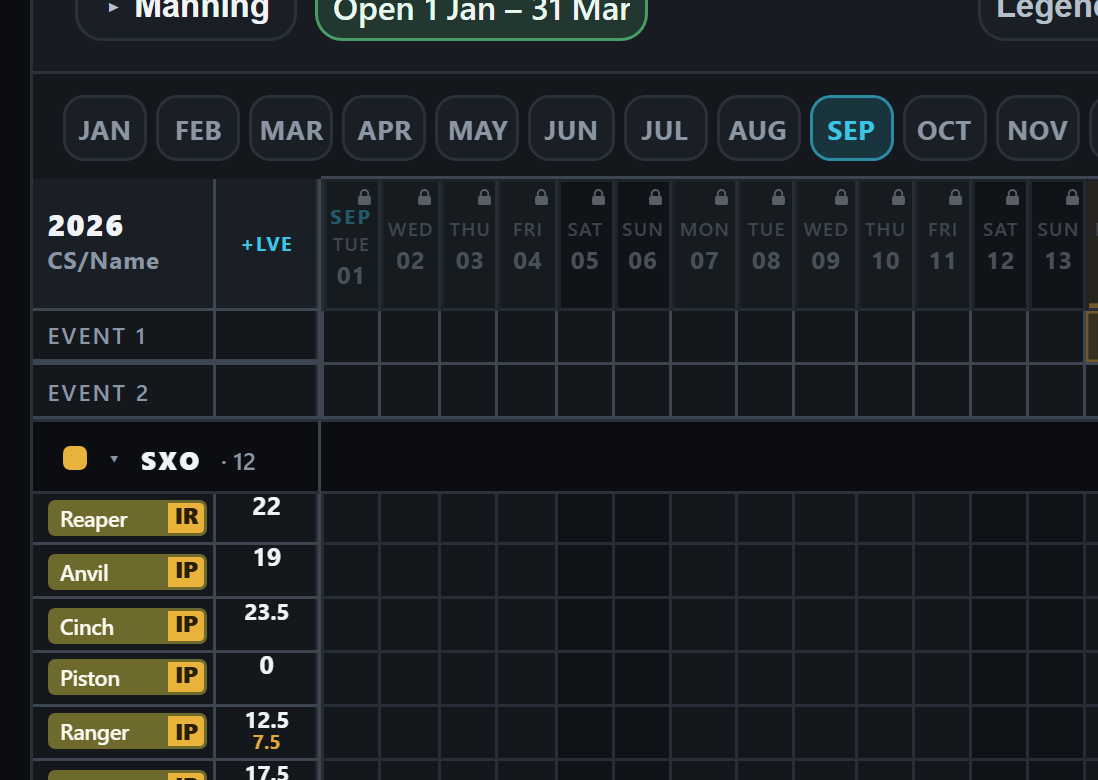 ▸ Manning
Open 1 Jan – 31 Mar
JAN FEB MAR APR MAY JUN JUL AUG SEP OCT NOV
2026
CS/Name
+LVE
SEP
TUE WED THU FRI SAT SUN MON TUE WED THU FRI SAT SUN
01 02 03 04 05 06 07 08 09 10 11 12 13
EVENT 1
EVENT 2
▾ SXO · 12
Reaper IR 22
Anvil IP 19
Cinch IP 23.5
Piston IP 0
Ranger IP 12.5
7.5
17.5